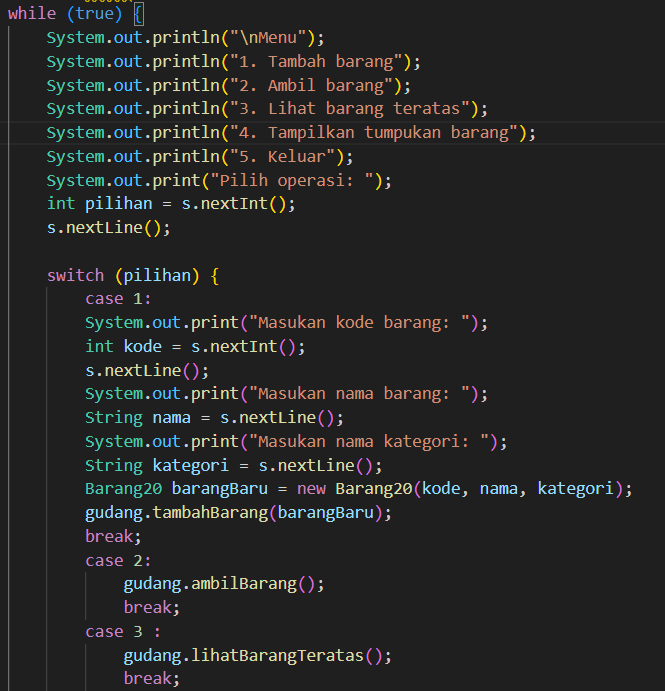 while (true) {
    System.out.println("\nMenu");
    System.out.println("1. Tambah barang");
    System.out.println("2. Ambil barang");
    System.out.println("3. Lihat barang teratas");
    System.out.println("4. Tampilkan tumpukan barang");
    System.out.println("5. Keluar");
    System.out.print("Pilih operasi: ");
    int pilihan = s.nextInt();
    s.nextLine();

    switch (pilihan) {
        case 1:
        System.out.print("Masukan kode barang: ");
        int kode = s.nextInt();
        s.nextLine();
        System.out.print("Masukan nama barang: ");
        String nama = s.nextLine();
        System.out.print("Masukan nama kategori: ");
        String kategori = s.nextLine();
        Barang20 barangBaru = new Barang20(kode, nama, kategori);
        gudang.tambahBarang(barangBaru);
        break;
        case 2:
            gudang.ambilBarang();
            break;
        case 3 :
            gudang.lihatBarangTeratas();
            break;